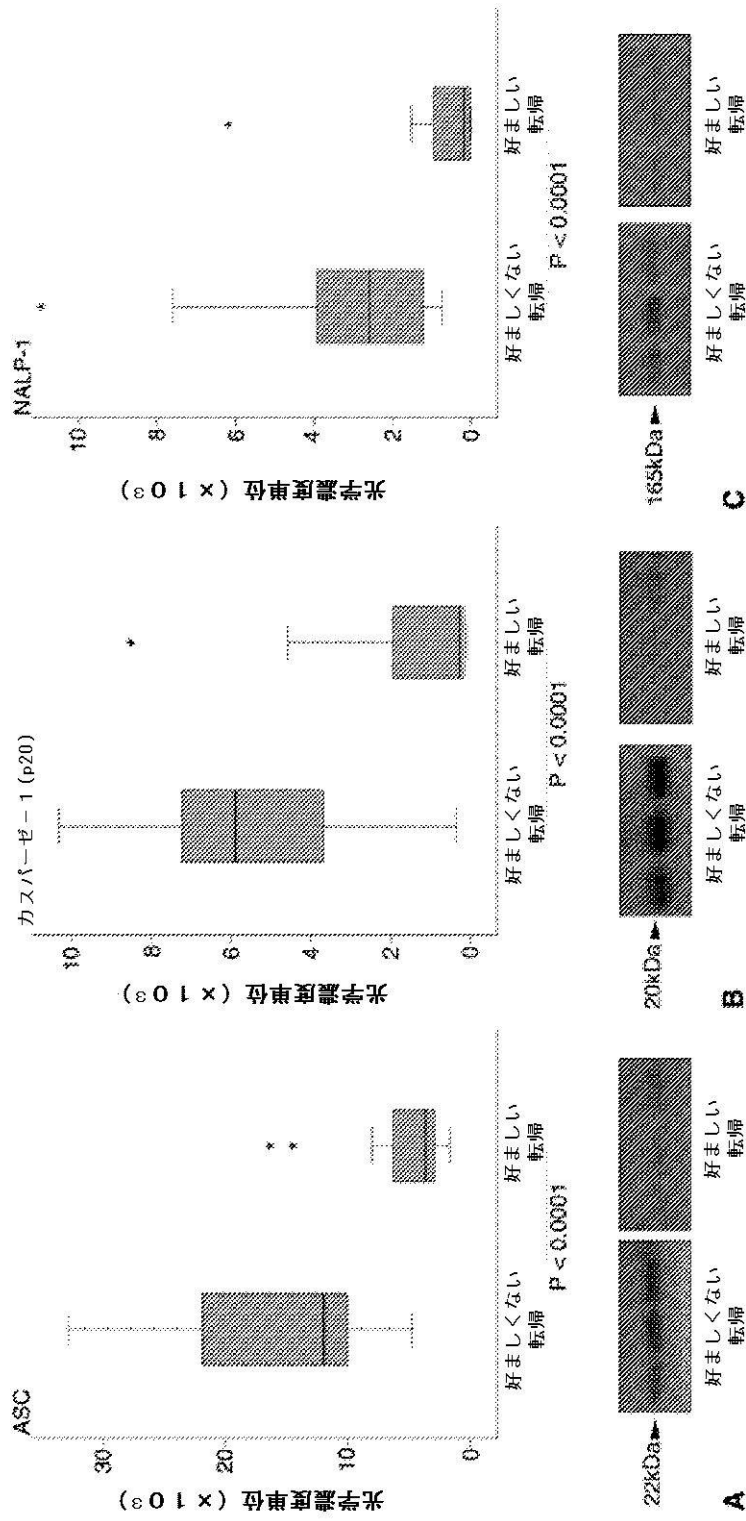 ASC
30
20
10
0
光学濃度単位 (×10³)
好ましくない
転帰
好ましい
転帰
P < 0.0001
22kDa
好ましくない
転帰
好ましい
転帰
A
カスパーゼ-1 (p20)
10
8
6
4
2
0
光学濃度単位 (×10³)
好ましくない
転帰
好ましい
転帰
P < 0.0001
20kDa
好ましくない
転帰
好ましい
転帰
B
NALP-1
10
8
6
4
2
0
光学濃度単位 (×10³)
好ましくない
転帰
好ましい
転帰
P < 0.0001
165kDa
好ましくない
転帰
好ましい
転帰
C